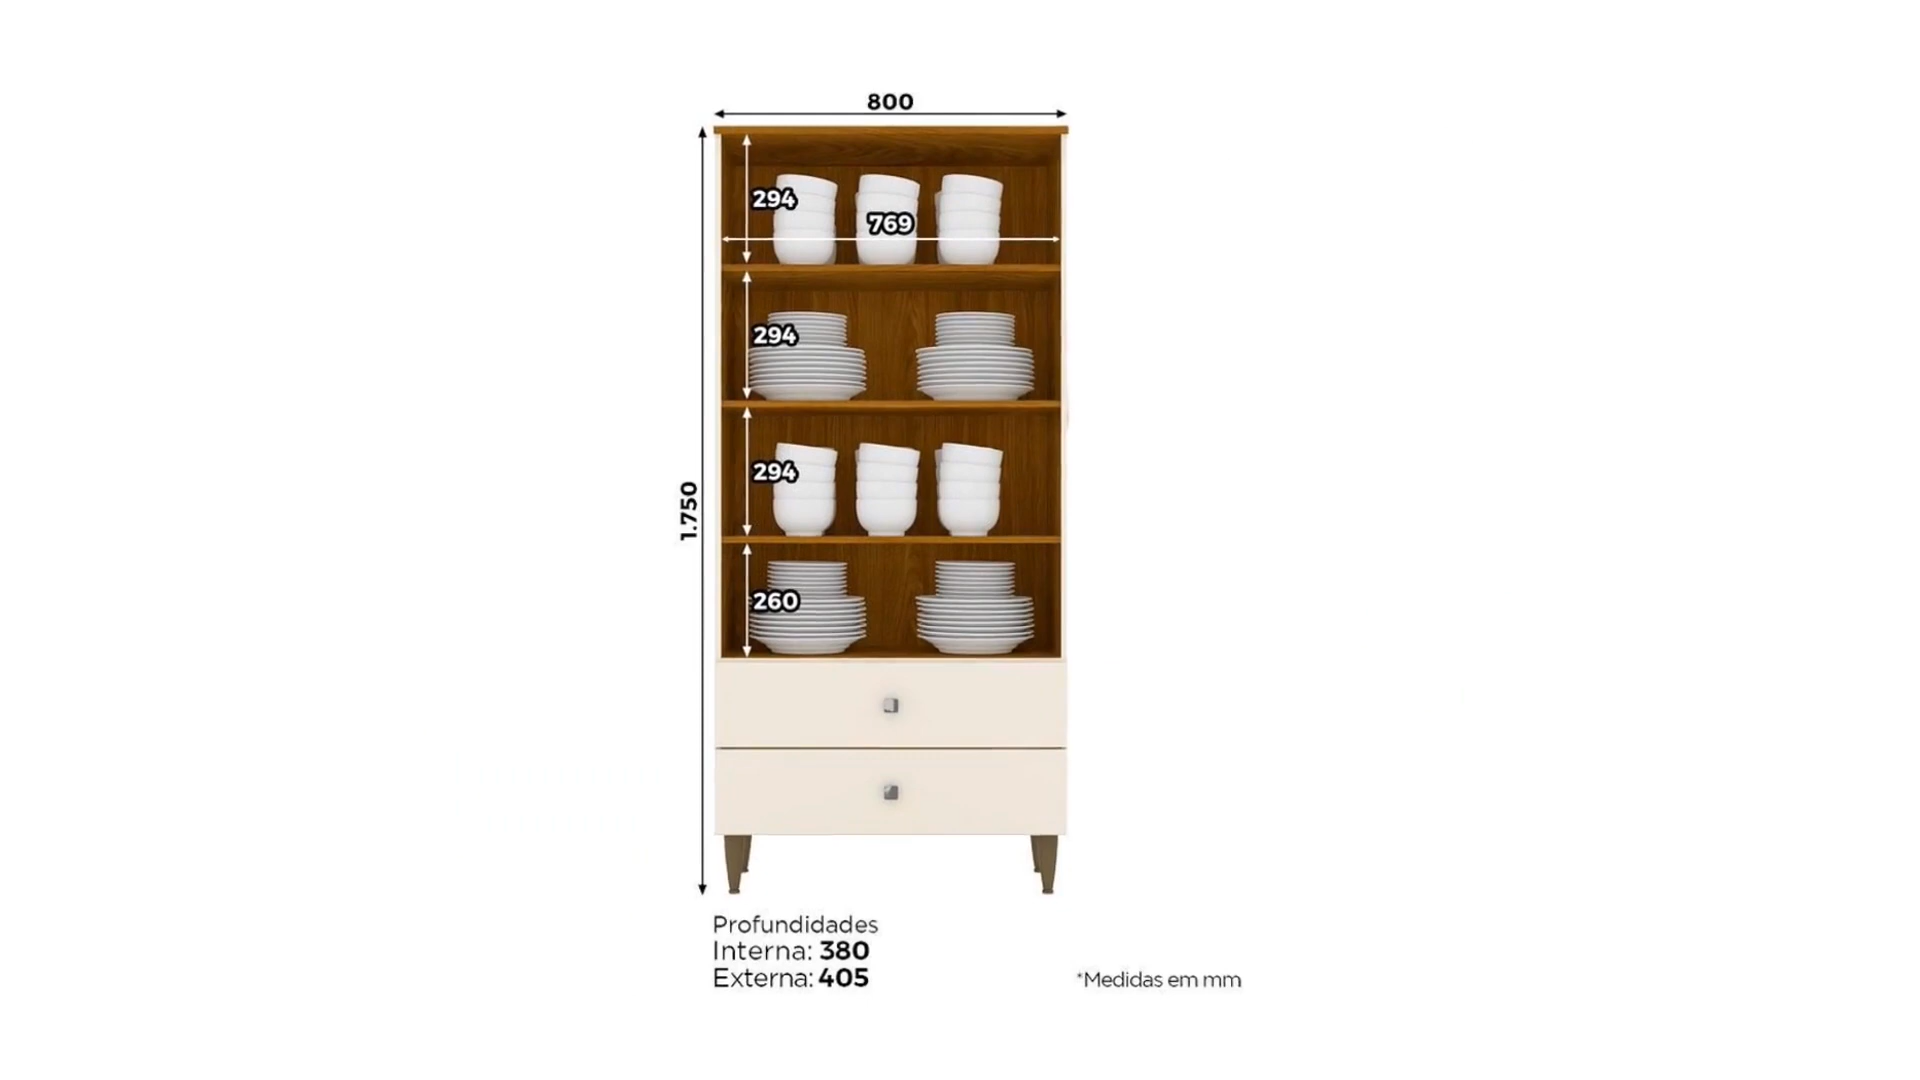 800
294
769
294
294
1.750
260
Profundidades
Interna: 380
Externa: 405
*Medidas em mm